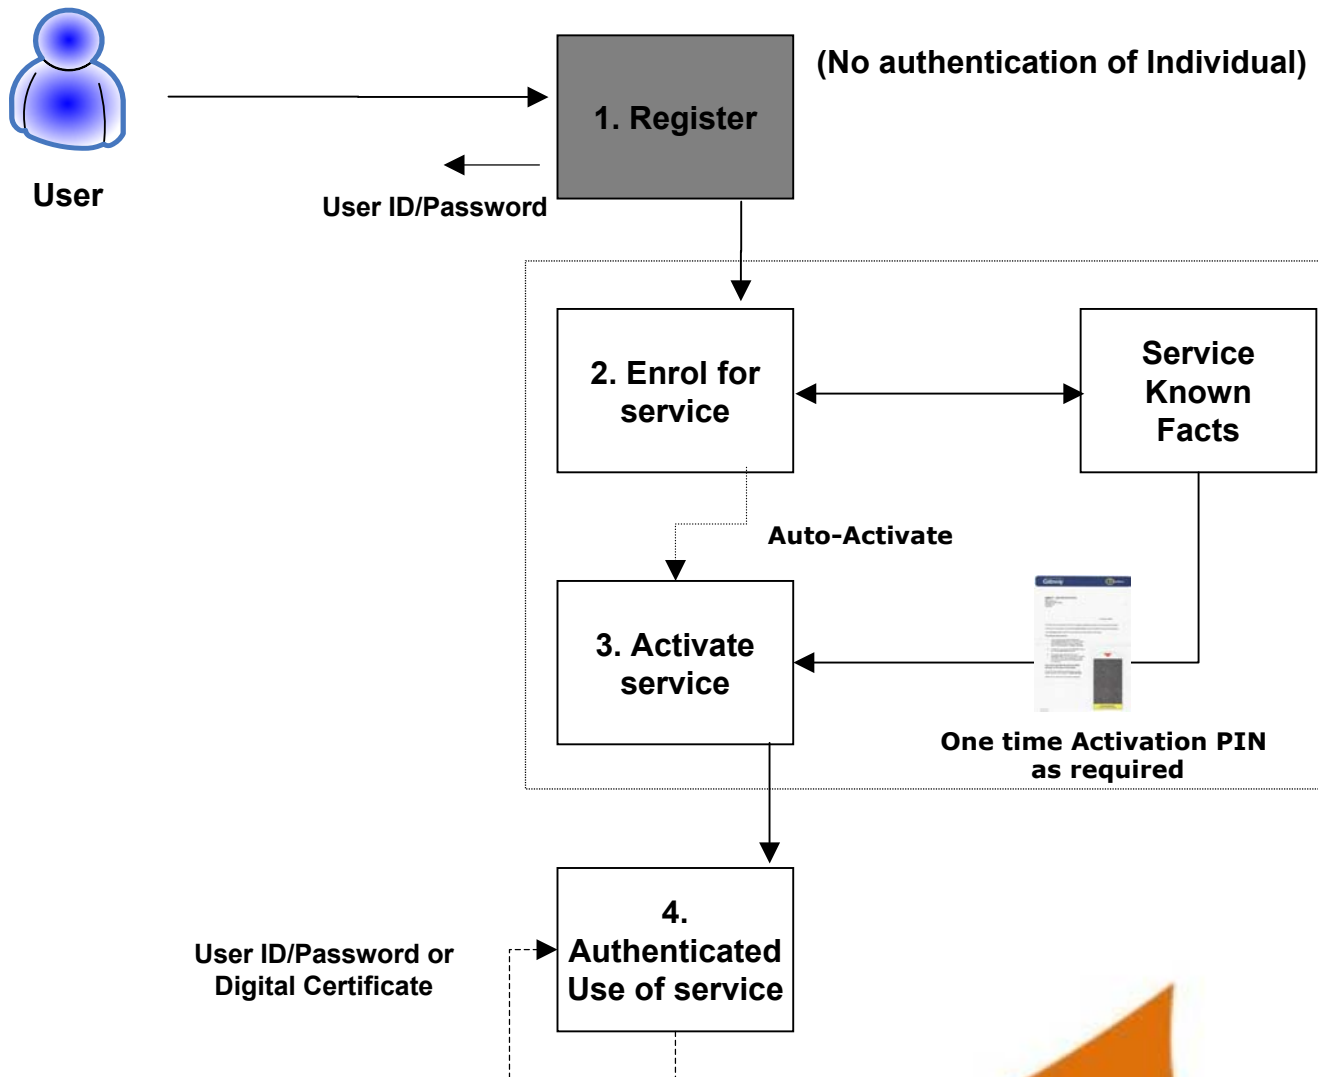 (No authentication of Individual)
1. Register
User
User ID/Password
2. Enrol for
service
Service
Known
Facts
Auto-Activate
Gateway
3. Activate
service
One time Activation PIN
as required
4.
Authenticated
Use of service
User ID/Password or
Digital Certificate